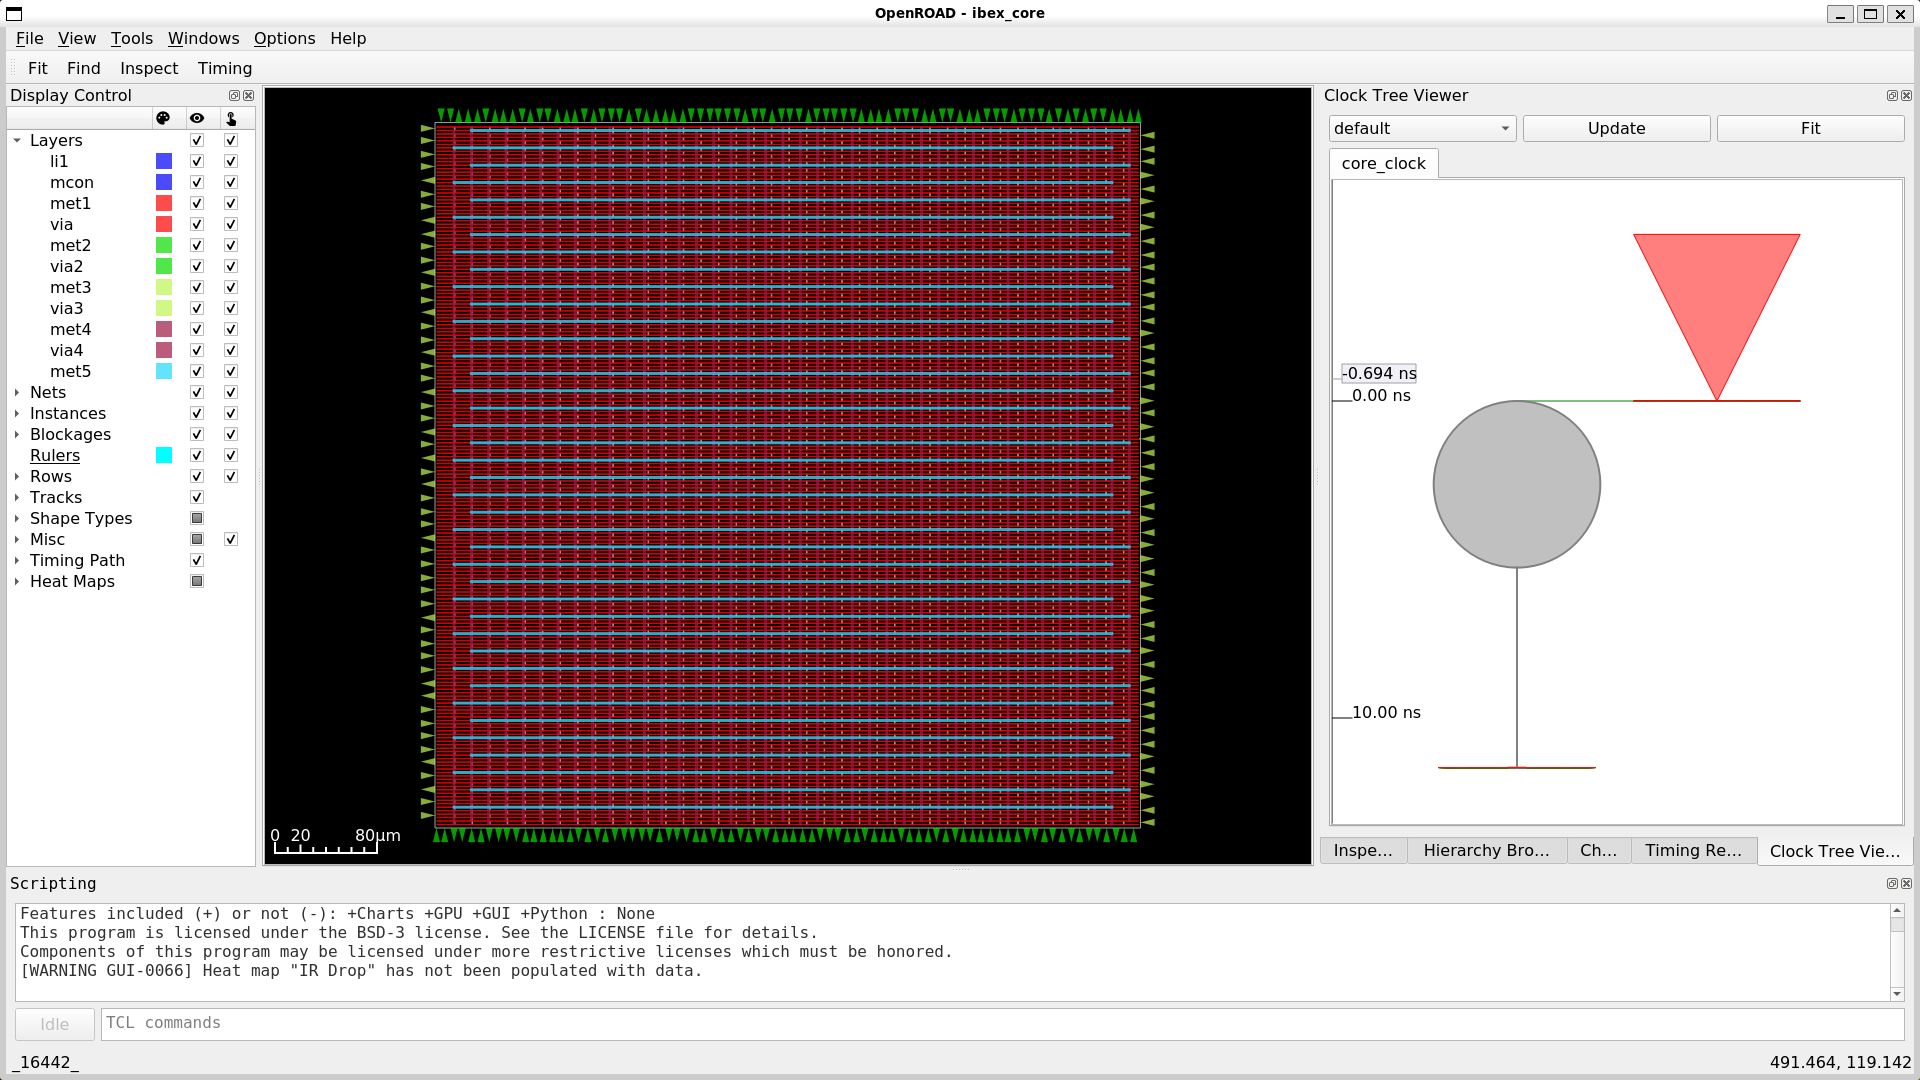 OpenROAD - ibex_core
File View Tools Windows Options Help
Fit Find Inspect Timing
Display Control
Layers
li1
mcon
met1
via
met2
via2
met3
via3
met4
via4
met5
Nets
Instances
Blockages
Rulers
Rows
Tracks
Shape Types
Misc
Timing Path
Heat Maps
0 20 80μm
Clock Tree Viewer
default Update Fit
core_clock
-0.694 ns
0.00 ns
10.00 ns
Inspe... Hierarchy Bro... Ch... Timing Re... Clock Tree Vie...
Scripting
Features included (+) or not (-): +Charts +GPU +GUI +Python : None
This program is licensed under the BSD-3 license. See the LICENSE file for details.
Components of this program may be licensed under more restrictive licenses which must be honored.
[WARNING GUI-0066] Heat map "IR Drop" has not been populated with data.
Idle TCL commands
_16442_ 491.464, 119.142